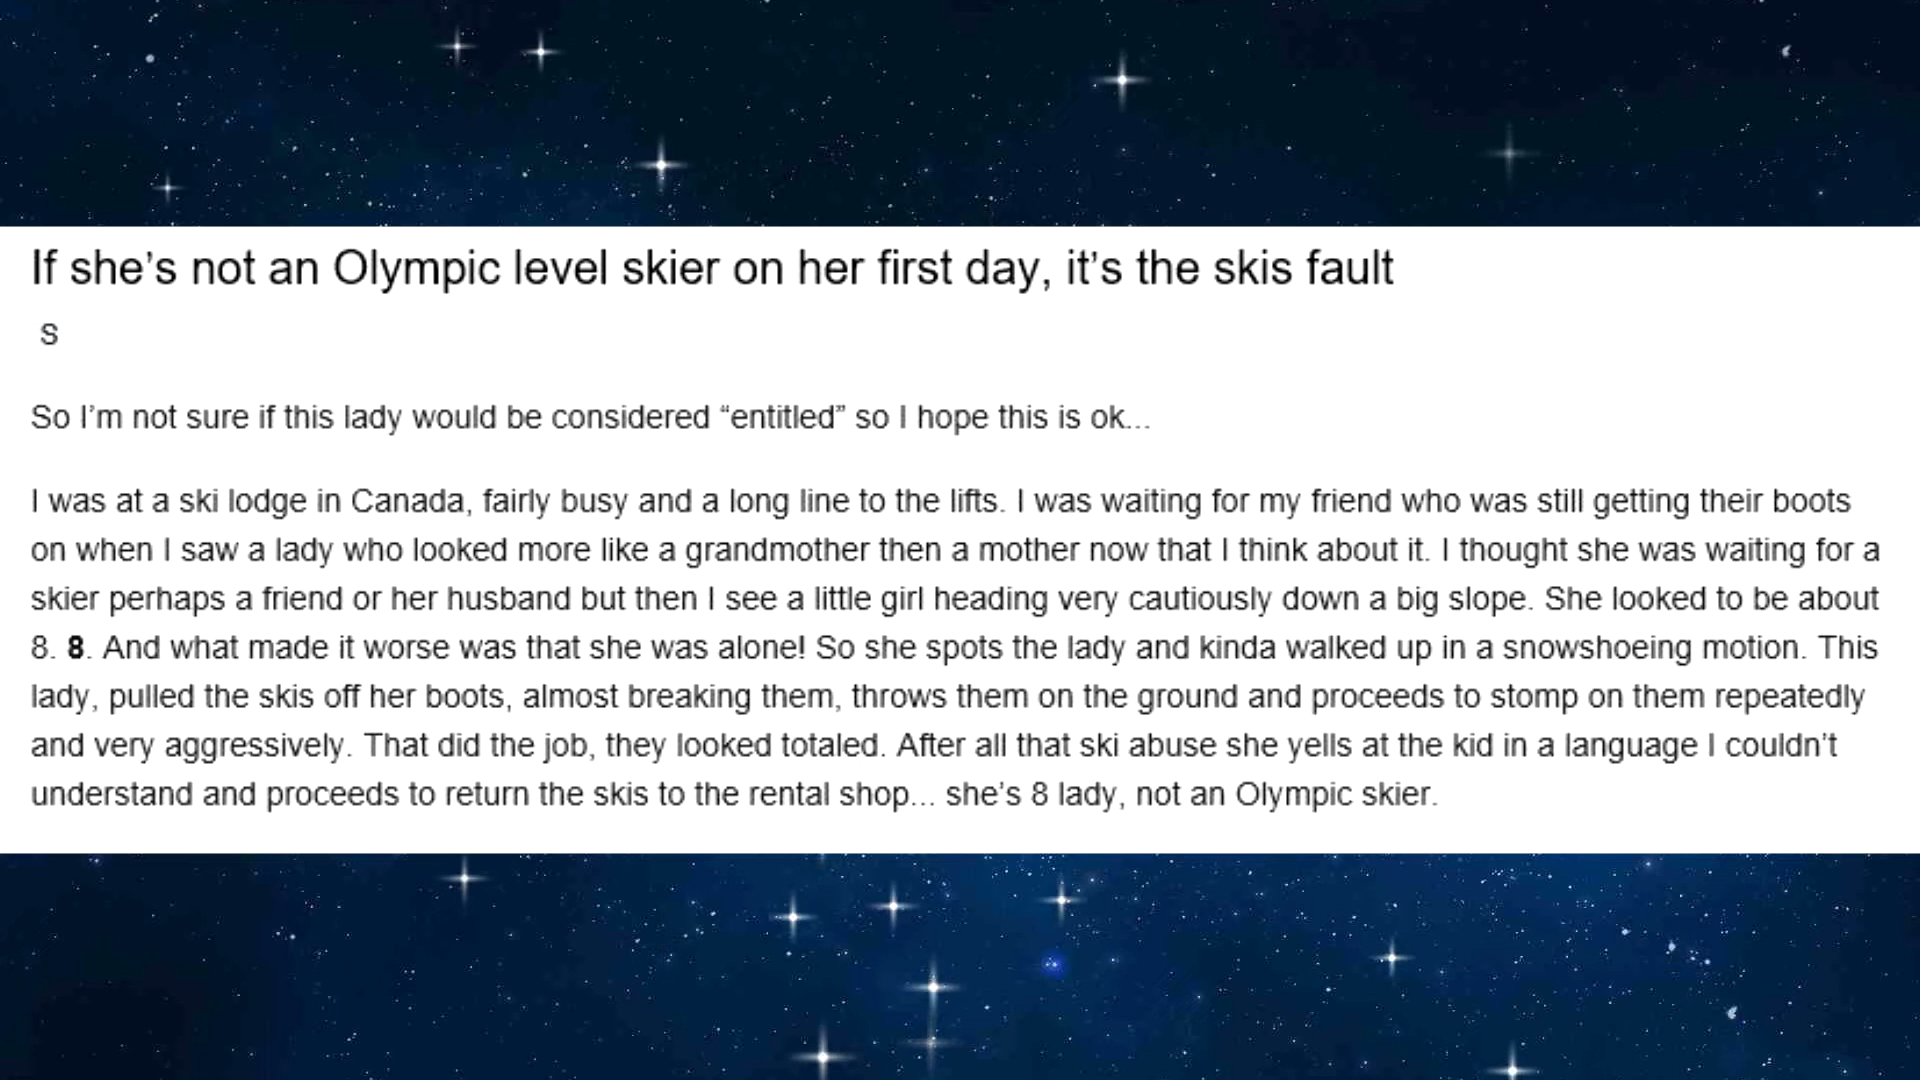 If she’s not an Olympic level skier on her first day, it’s the skis fault
s
So I’m not sure if this lady would be considered “entitled” so I hope this is ok...
I was at a ski lodge in Canada, fairly busy and a long line to the lifts. I was waiting for my friend who was still getting their boots
on when I saw a lady who looked more like a grandmother then a mother now that I think about it. I thought she was waiting for a
skier perhaps a friend or her husband but then I see a little girl heading very cautiously down a big slope. She looked to be about
8. 8. And what made it worse was that she was alone! So she spots the lady and kinda walked up in a snowshoeing motion. This
lady, pulled the skis off her boots, almost breaking them, throws them on the ground and proceeds to stomp on them repeatedly
and very aggressively. That did the job, they looked totaled. After all that ski abuse she yells at the kid in a language I couldn’t
understand and proceeds to return the skis to the rental shop... she’s 8 lady, not an Olympic skier.